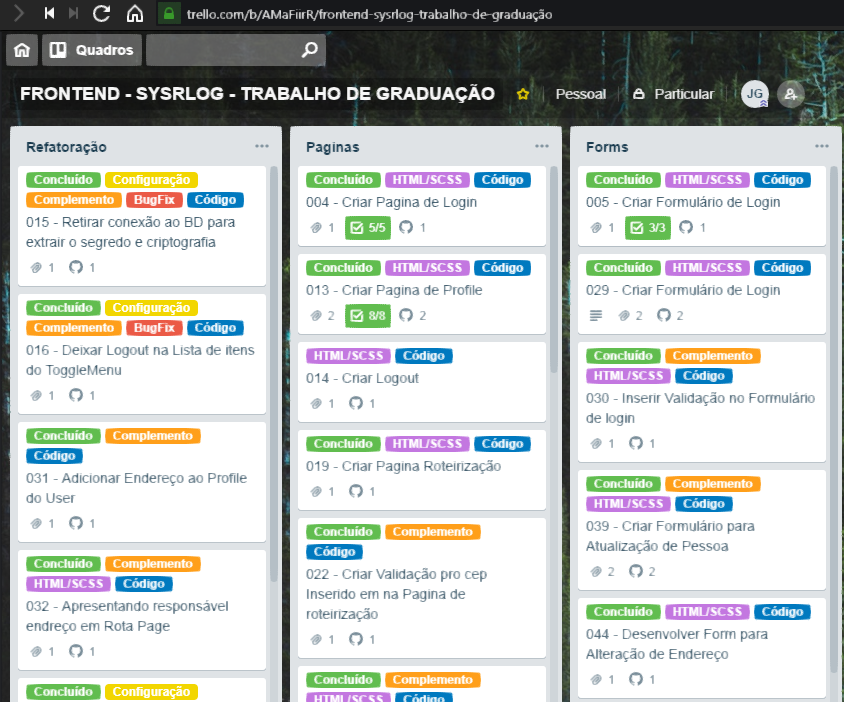 trello.com/b/AMaFiirR/frontend-sysrlog-trabalho-de-graduação
Quadros
FRONTEND - SYSRLOG - TRABALHO DE GRADUAÇÃO
Pessoal
Particular
JG
Refatoração
Concluído Configuração
Complemento BugFix Código
015 - Retirar conexão ao BD para
extrair o segredo e criptografia
1 1
Concluído Configuração
Complemento BugFix Código
016 - Deixar Logout na Lista de itens
do ToggleMenu
1 1
Concluído Complemento
Código
031 - Adicionar Endereço ao Profile
do User
1 1
Concluído Complemento
HTML/SCSS Código
032 - Apresentando responsável
endreço em Rota Page
1 1
Concluído Configuração
Paginas
Concluído HTML/SCSS Código
004 - Criar Pagina de Login
1 5/5 1
Concluído HTML/SCSS Código
013 - Criar Pagina de Profile
2 8/8 2
HTML/SCSS Código
014 - Criar Logout
1 1
Concluído HTML/SCSS Código
019 - Criar Pagina Roteirização
1 1
Concluído Complemento
Código
022 - Criar Validação pro cep
Inserido em na Pagina de
roteirização
1 1
Concluído Complemento
HTML/SCSS Código
Forms
Concluído HTML/SCSS Código
005 - Criar Formulário de Login
1 3/3 1
Concluído HTML/SCSS Código
029 - Criar Formulário de Login
2 2
Concluído Complemento
HTML/SCSS Código
030 - Inserir Validação no Formulário
de login
1 1
Concluído Complemento
HTML/SCSS Código
039 - Criar Formulário para
Atualização de Pessoa
2 2
Concluído HTML/SCSS Código
044 - Desenvolver Form para
Alteração de Endereço
1 1